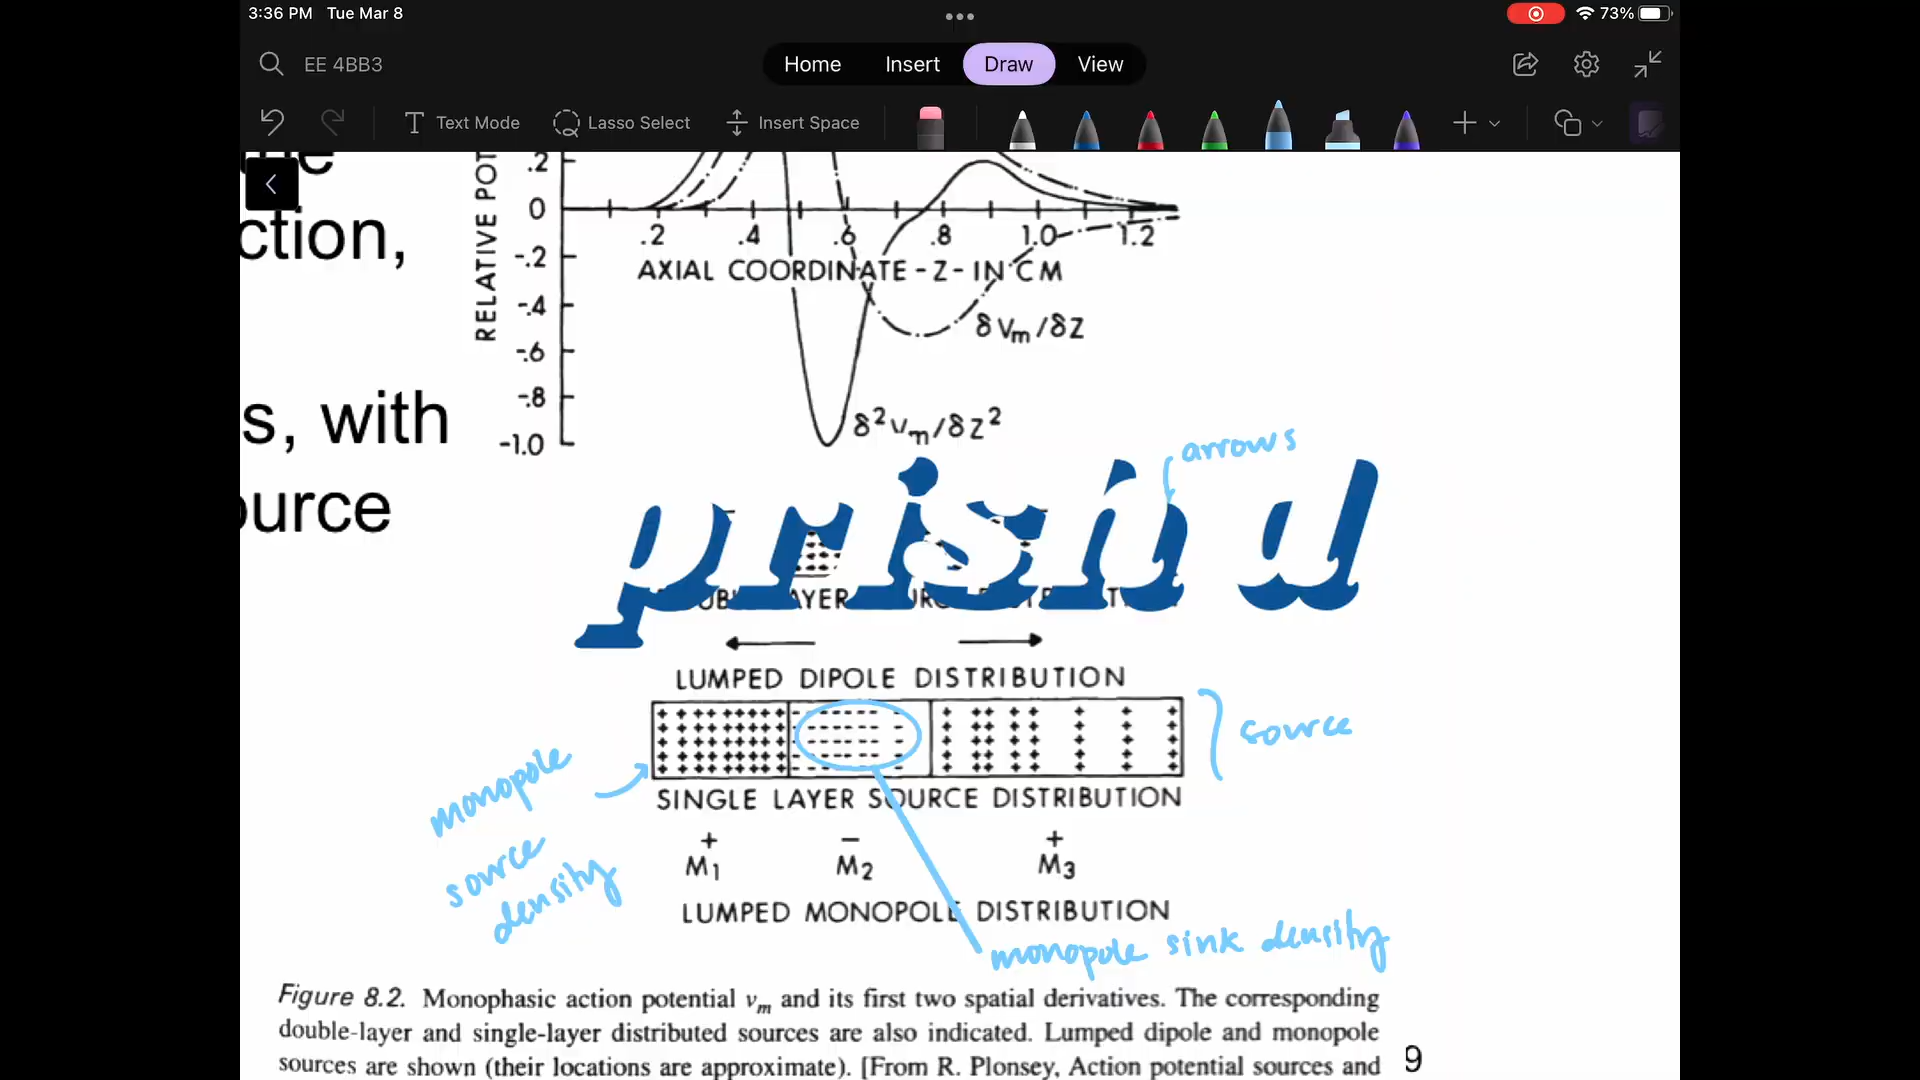 3:36 PM Tue Mar 8
73%
EE 4BB3
Home Insert Draw View
Text Mode Lasso Select Insert Space
ction,
s, with
ource
RELATIVE POT
.2
0
-.2
-.4
-.6
-.8
-1.0
.2 .4 .6 .8 1.0 1.2
AXIAL COORDINATE -Z- IN CM
δVm/δZ
δ²Vm/δZ²
arrows
LUMPED DIPOLE DISTRIBUTION
source
monopole
source
density
SINGLE LAYER SOURCE DISTRIBUTION
+ − +
M1 M2 M3
LUMPED MONOPOLE DISTRIBUTION
monopole sink density
Figure 8.2. Monophasic action potential vm and its first two spatial derivatives. The corresponding
double-layer and single-layer distributed sources are also indicated. Lumped dipole and monopole
sources are shown (their locations are approximate). [From R. Plonsey, Action potential sources and
9